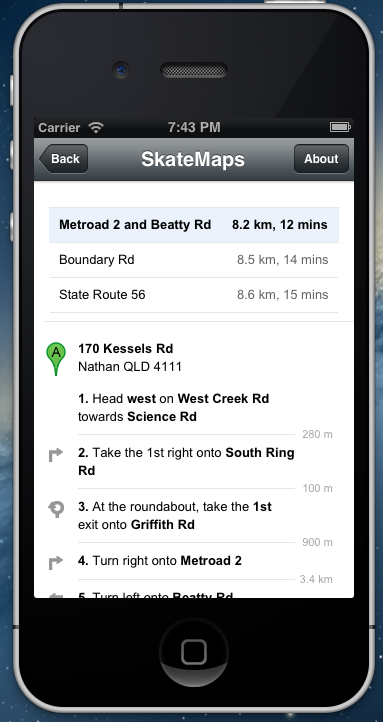 Carrier 7:43 PM
Back SkateMaps About
Metroad 2 and Beatty Rd 8.2 km, 12 mins
Boundary Rd 8.5 km, 14 mins
State Route 56 8.6 km, 15 mins
A 170 Kessels Rd
Nathan QLD 4111
1. Head west on West Creek Rd
towards Science Rd
280 m
2. Take the 1st right onto South Ring
Rd
100 m
3. At the roundabout, take the 1st
exit onto Griffith Rd
900 m
4. Turn right onto Metroad 2
3.4 km
5. Turn left onto Beatty Rd